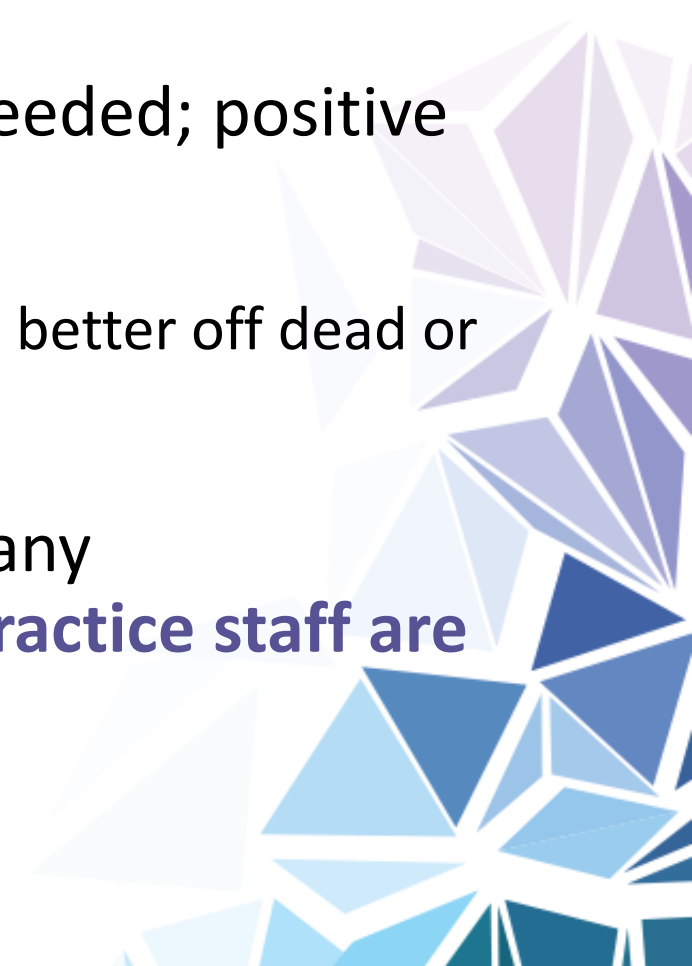 eeded; positive
better off dead or
any
ractice staff are